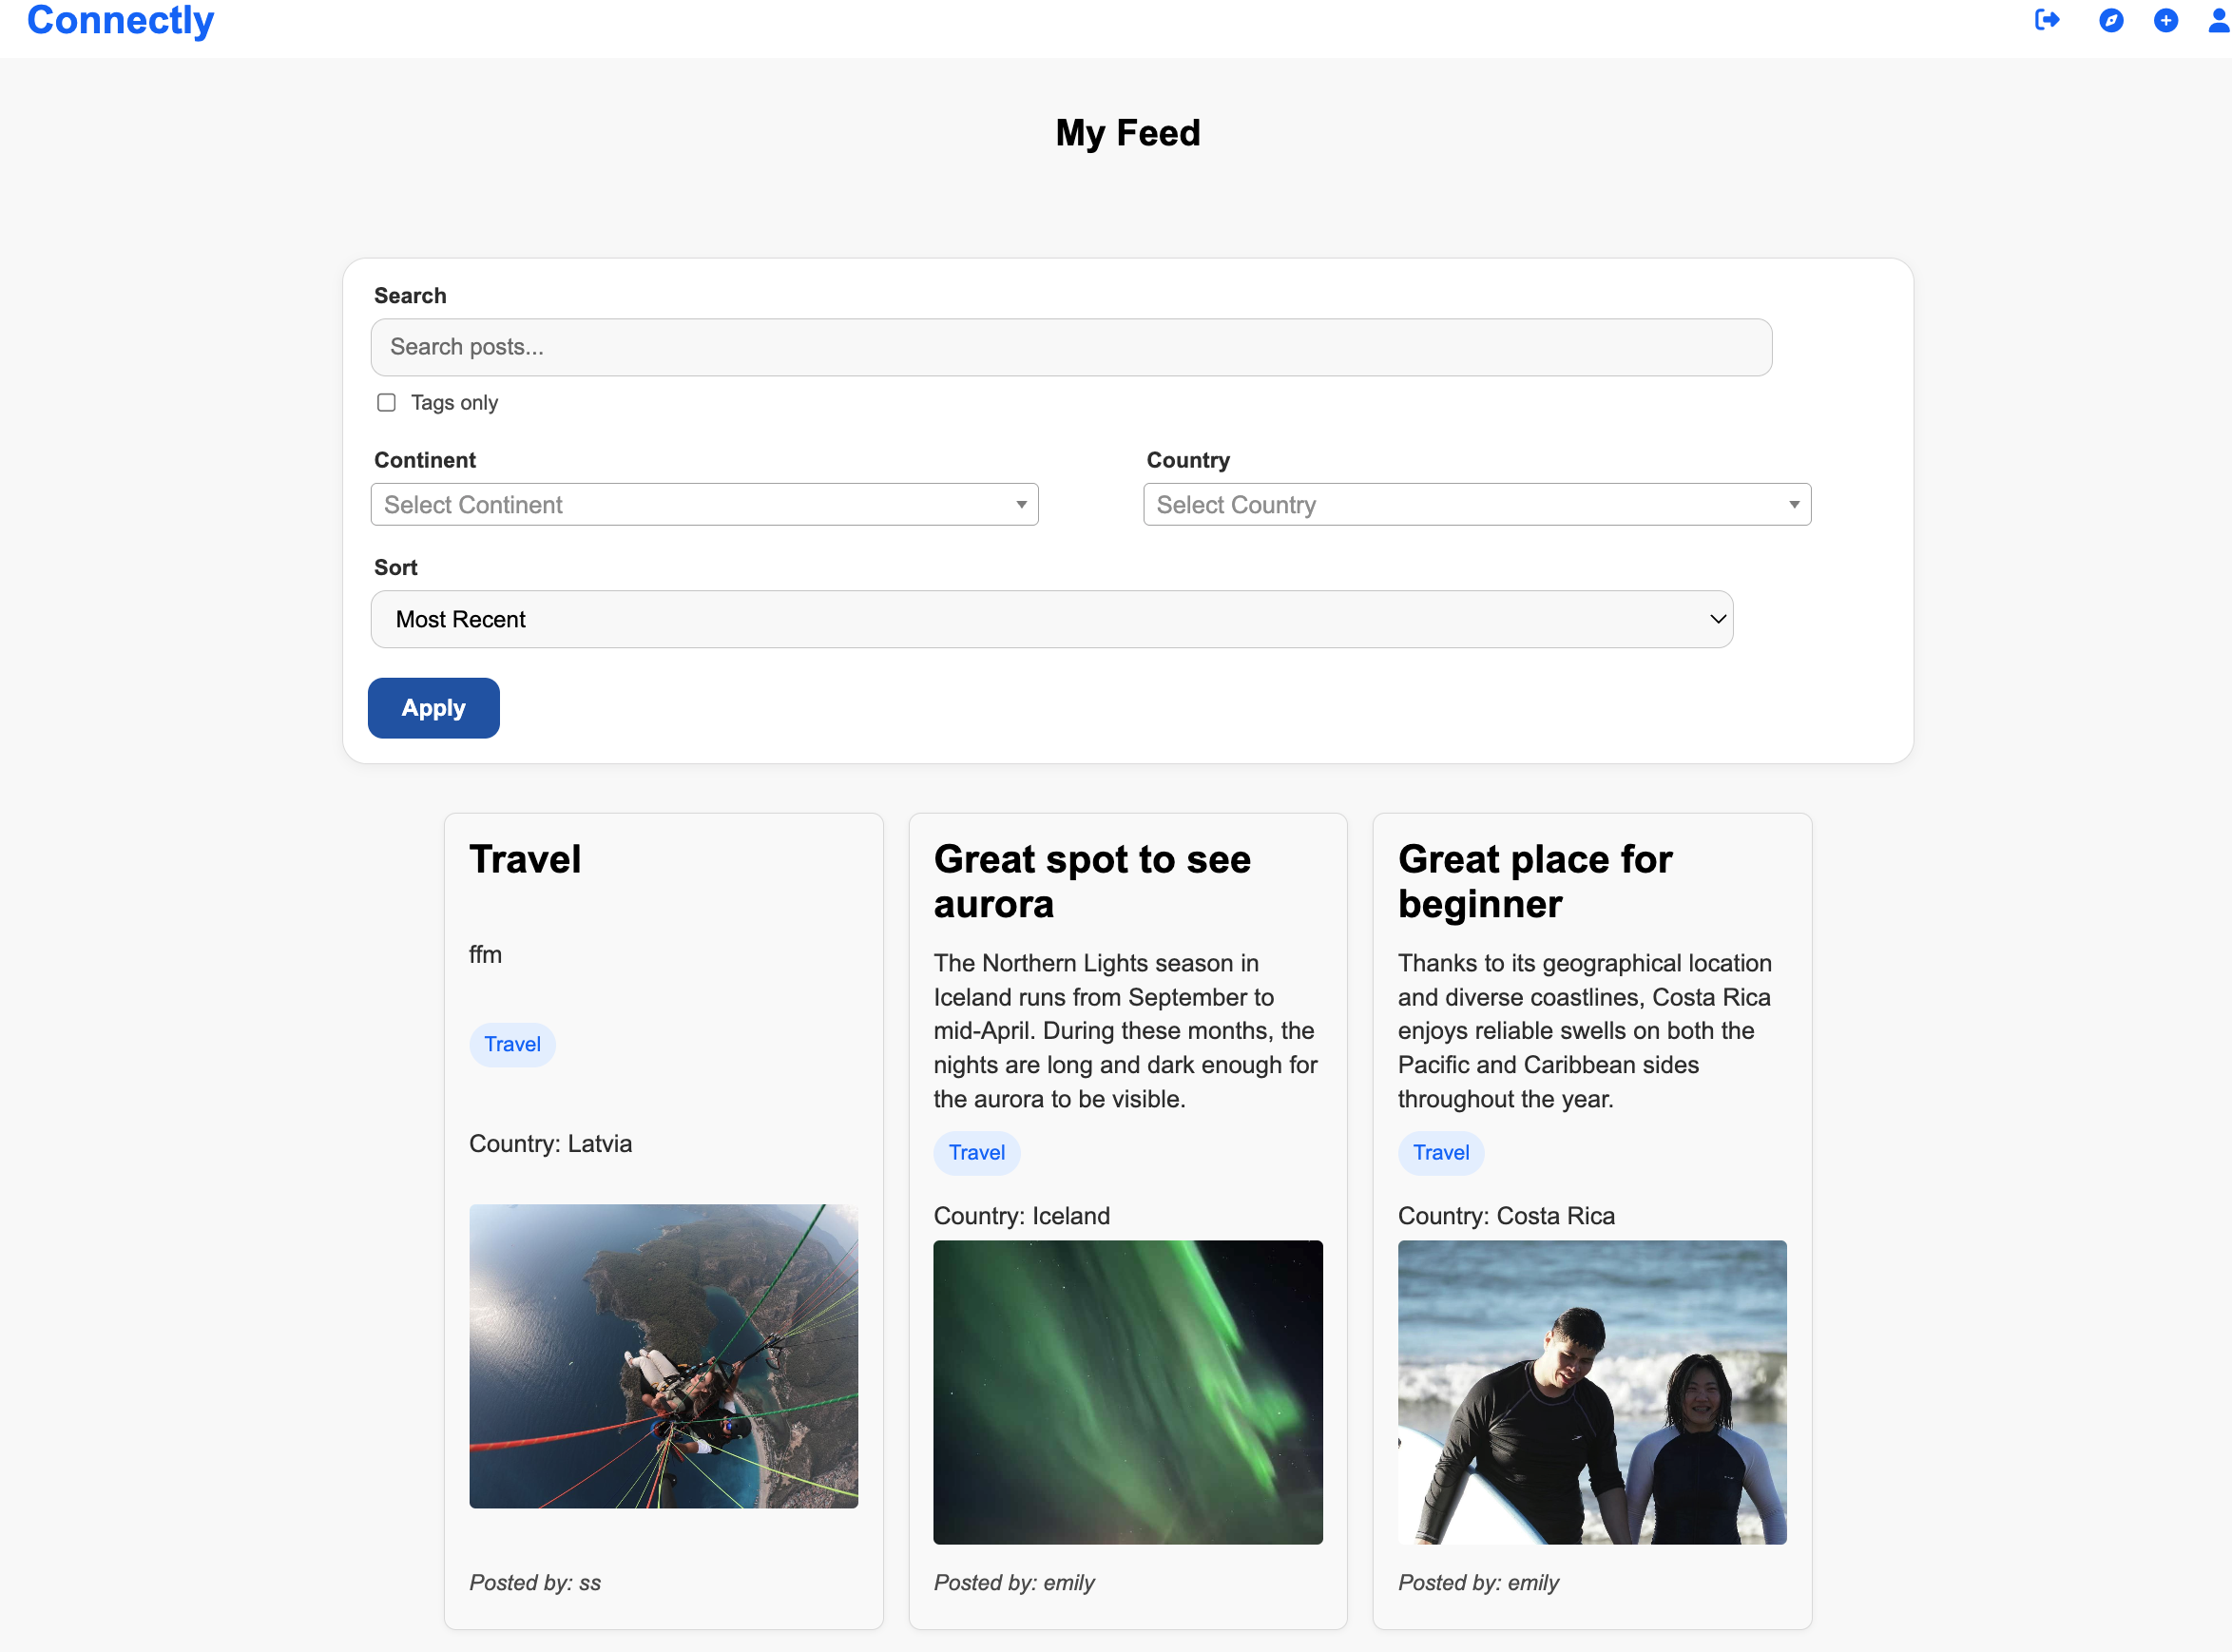 Connectly
My Feed
Search
Search posts...
Tags only
Continent
Country
Select Continent
Select Country
Sort
Most Recent
Apply
Travel
ffm
Travel
Country: Latvia
Posted by: ss
Great spot to see
aurora
The Northern Lights season in
Iceland runs from September to
mid-April. During these months, the
nights are long and dark enough for
the aurora to be visible.
Travel
Country: Iceland
Posted by: emily
Great place for
beginner
Thanks to its geographical location
and diverse coastlines, Costa Rica
enjoys reliable swells on both the
Pacific and Caribbean sides
throughout the year.
Travel
Country: Costa Rica
Posted by: emily